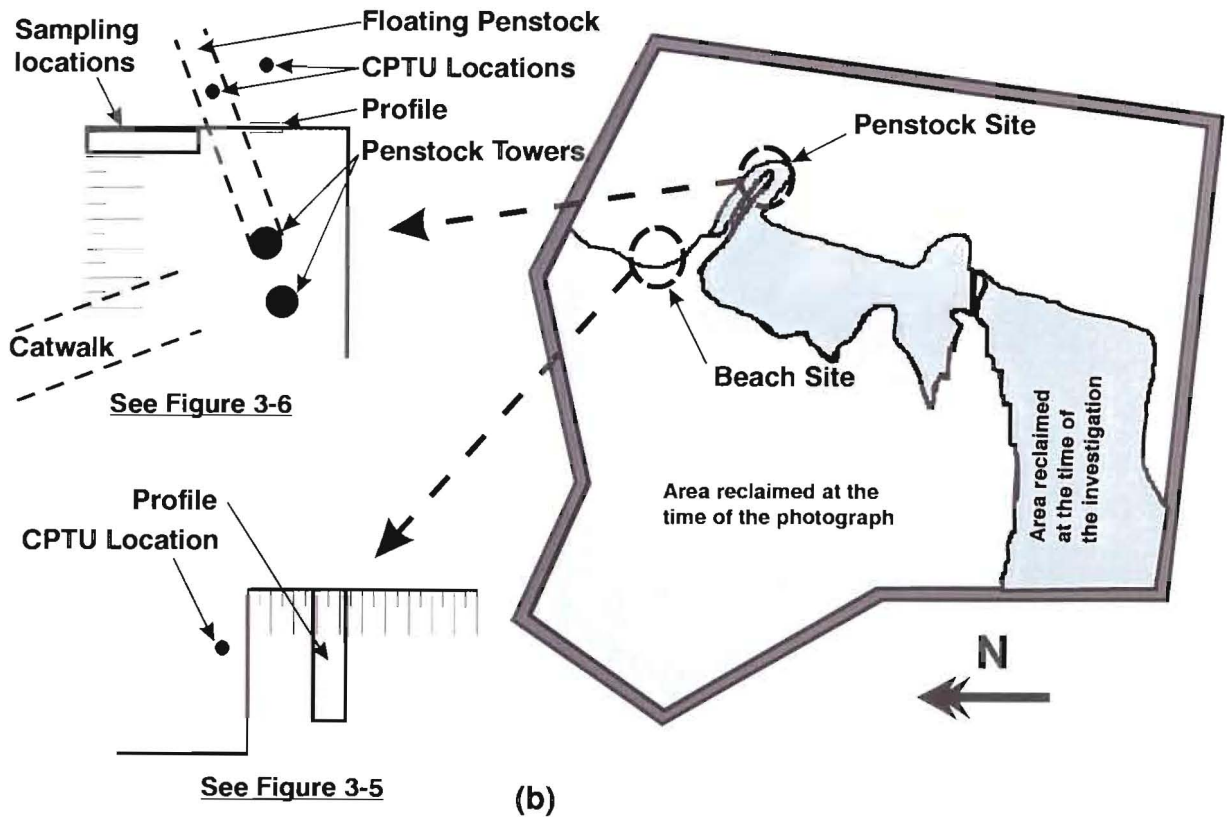 Sampling
locations
Floating Penstock
CPTU Locations
Profile
Penstock Towers
Catwalk
See Figure 3-6
Penstock Site
Beach Site
Area reclaimed at the
time of the photograph
Area reclaimed
at the time of
the investigation
Profile
CPTU Location
See Figure 3-5
N
(b)